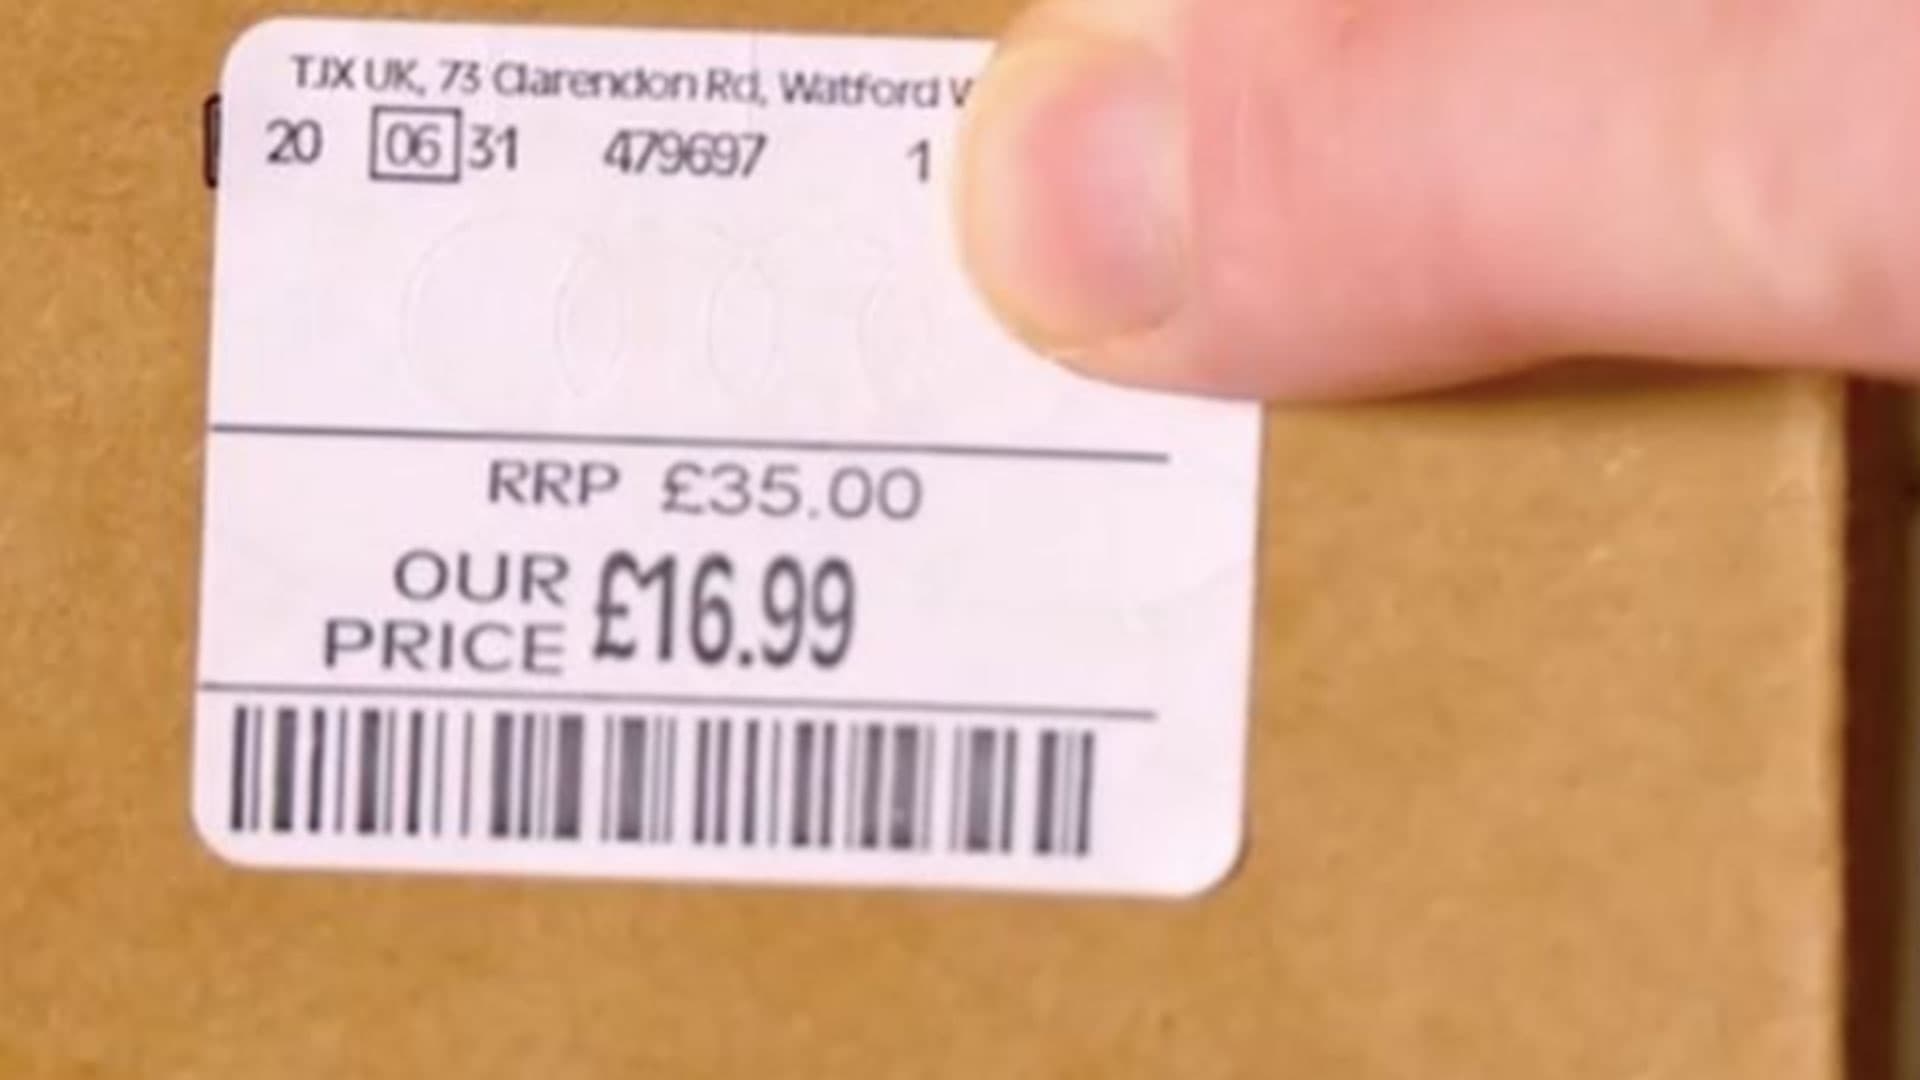 TJX UK, 73 Clarendon Rd, Watford
20 06 31 479697 1
RRP £35.00
OUR PRICE £16.99